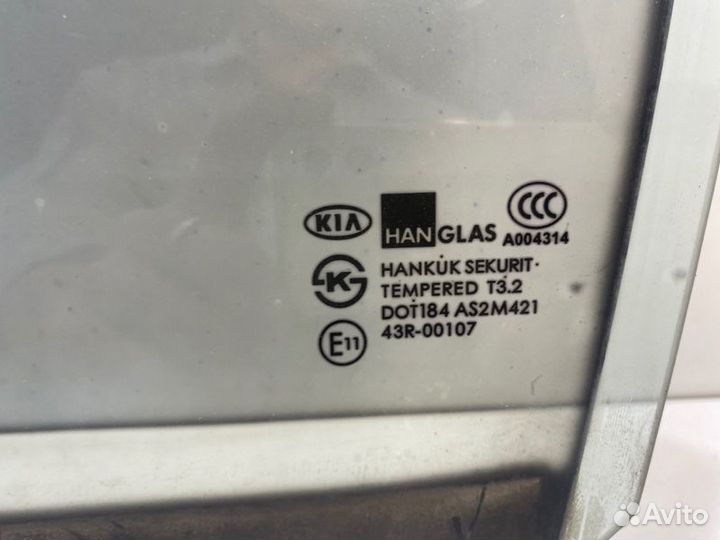 KIA HANGLAS CCC
A004314
K HANKUK SEKURIT
TEMPERED T3.2
DOT184 AS2M421
E11 43R-00107
Avito